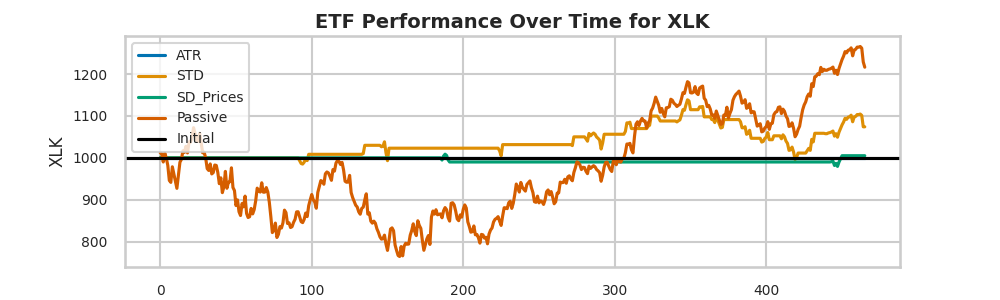 ETF Performance Over Time for XLK
XLK
1200
1100
1000
900
800
ATR
STD
SD_Prices
Passive
Initial
0
100
200
300
400